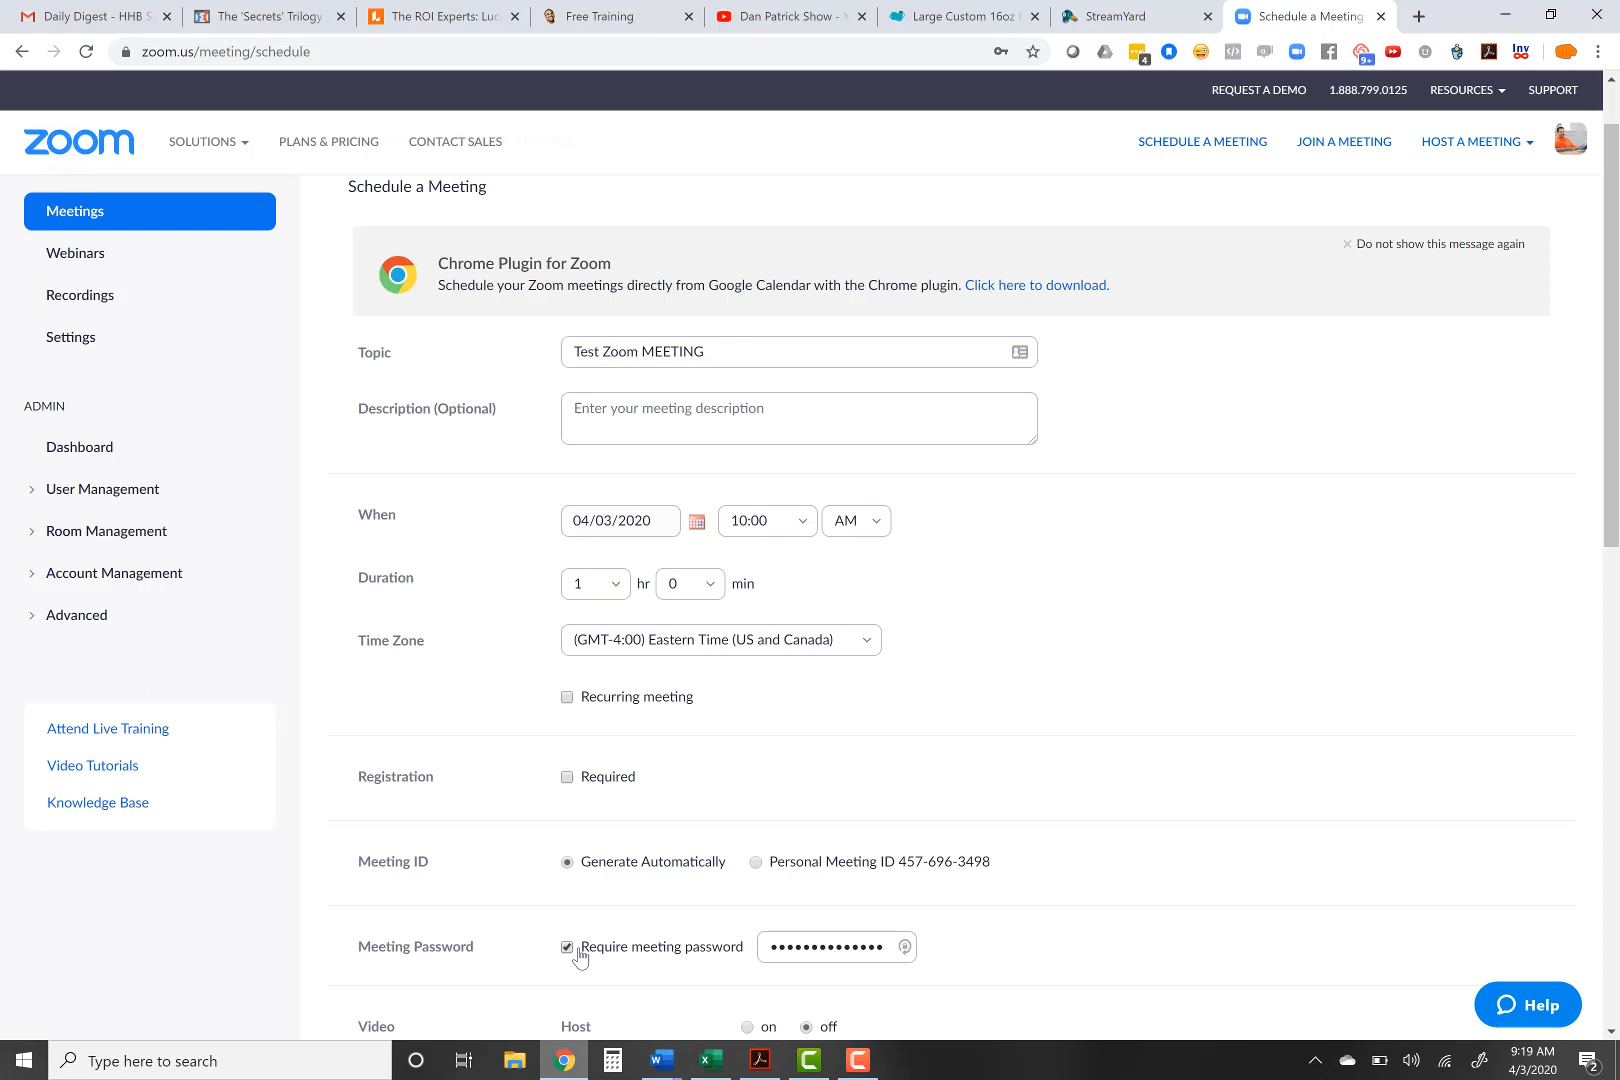 Daily Digest - HHB S
The 'Secrets' Trilogy
The ROI Experts: Luc
Free Training
Dan Patrick Show - Y
Large Custom 16oz
StreamYard
Schedule a Meeting
zoom.us/meeting/schedule
4
9+
Inv
REQUEST A DEMO
1.888.799.0125
RESOURCES
SUPPORT
zoom
SOLUTIONS
PLANS & PRICING
CONTACT SALES
SCHEDULE A MEETING
JOIN A MEETING
HOST A MEETING
Meetings
Webinars
Recordings
Settings
ADMIN
Dashboard
User Management
Room Management
Account Management
Advanced
Attend Live Training
Video Tutorials
Knowledge Base
Schedule a Meeting
Do not show this message again
Chrome Plugin for Zoom
Schedule your Zoom meetings directly from Google Calendar with the Chrome plugin. Click here to download.
Topic
Test Zoom MEETING
Description (Optional)
Enter your meeting description
When
04/03/2020
10:00
AM
Duration
1 hr 0 min
Time Zone
(GMT-4:00) Eastern Time (US and Canada)
Recurring meeting
Registration
Required
Meeting ID
Generate Automatically
Personal Meeting ID 457-696-3498
Meeting Password
Require meeting password
••••••••••••••
Video
Host
on
off
Help
Type here to search
9:19 AM
4/3/2020
2